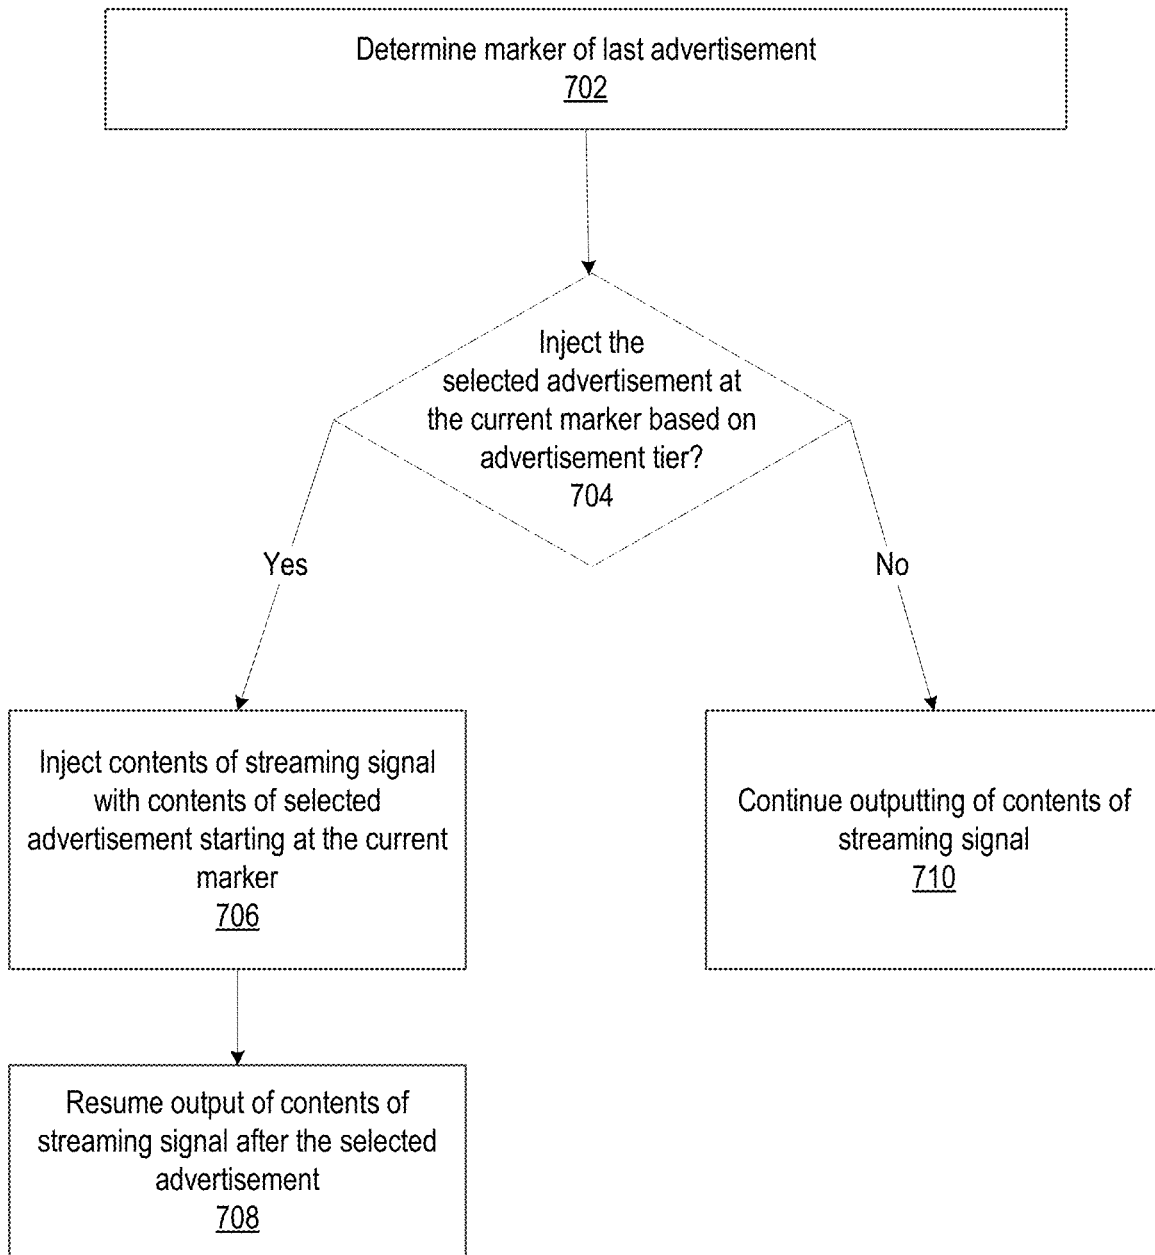 Determine marker of last advertisement
702
Inject the
selected advertisement at
the current marker based on
advertisement tier?
704
Yes
No
Inject contents of streaming signal
with contents of selected
advertisement starting at the current
marker
706
Continue outputting of contents of
streaming signal
710
Resume output of contents of
streaming signal after the selected
advertisement
708